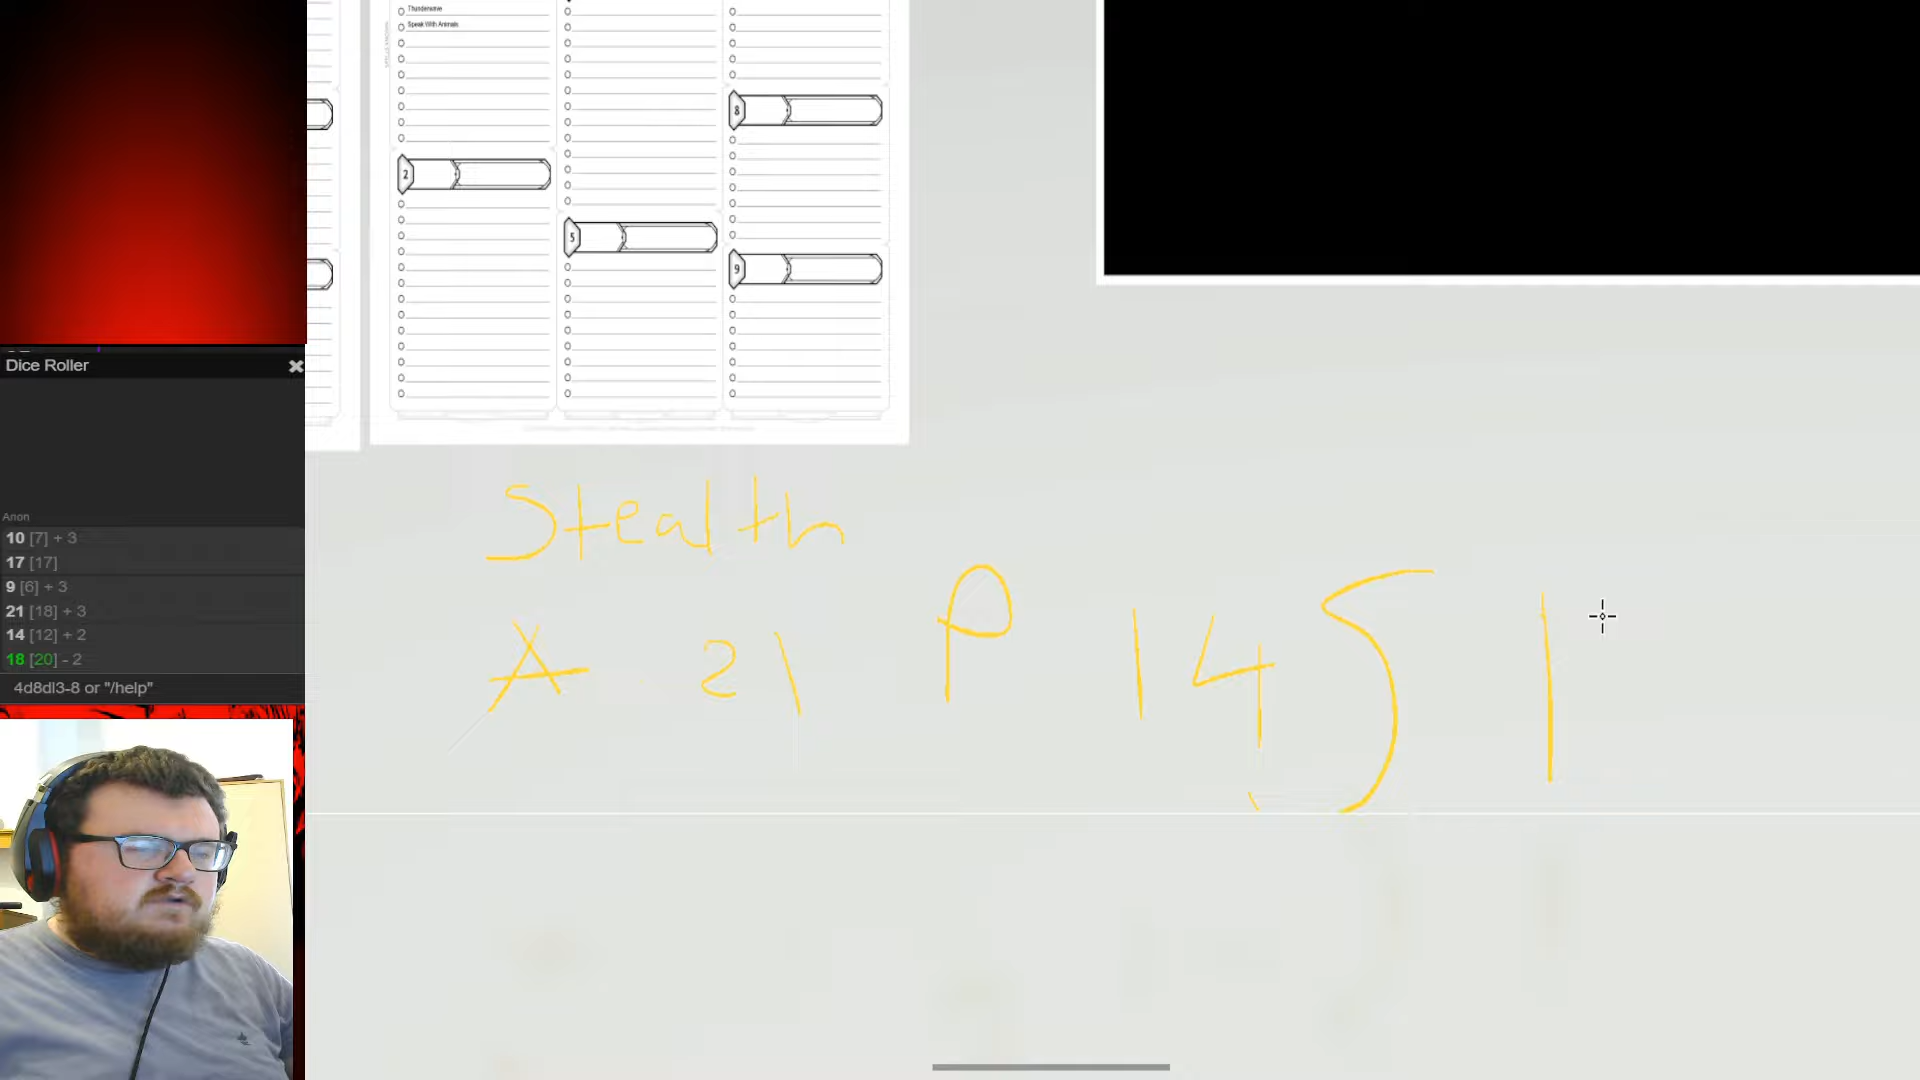 Thunderwave
Speak With Animals
8
2
5
9
Dice Roller
Anon
10 [7] + 3
17 [17]
9 [6] + 3
21 [18] + 3
14 [12] + 2
18 [20] - 2
4d8dl3-8 or "/help"
Stealth
A 21 P 14 S 1